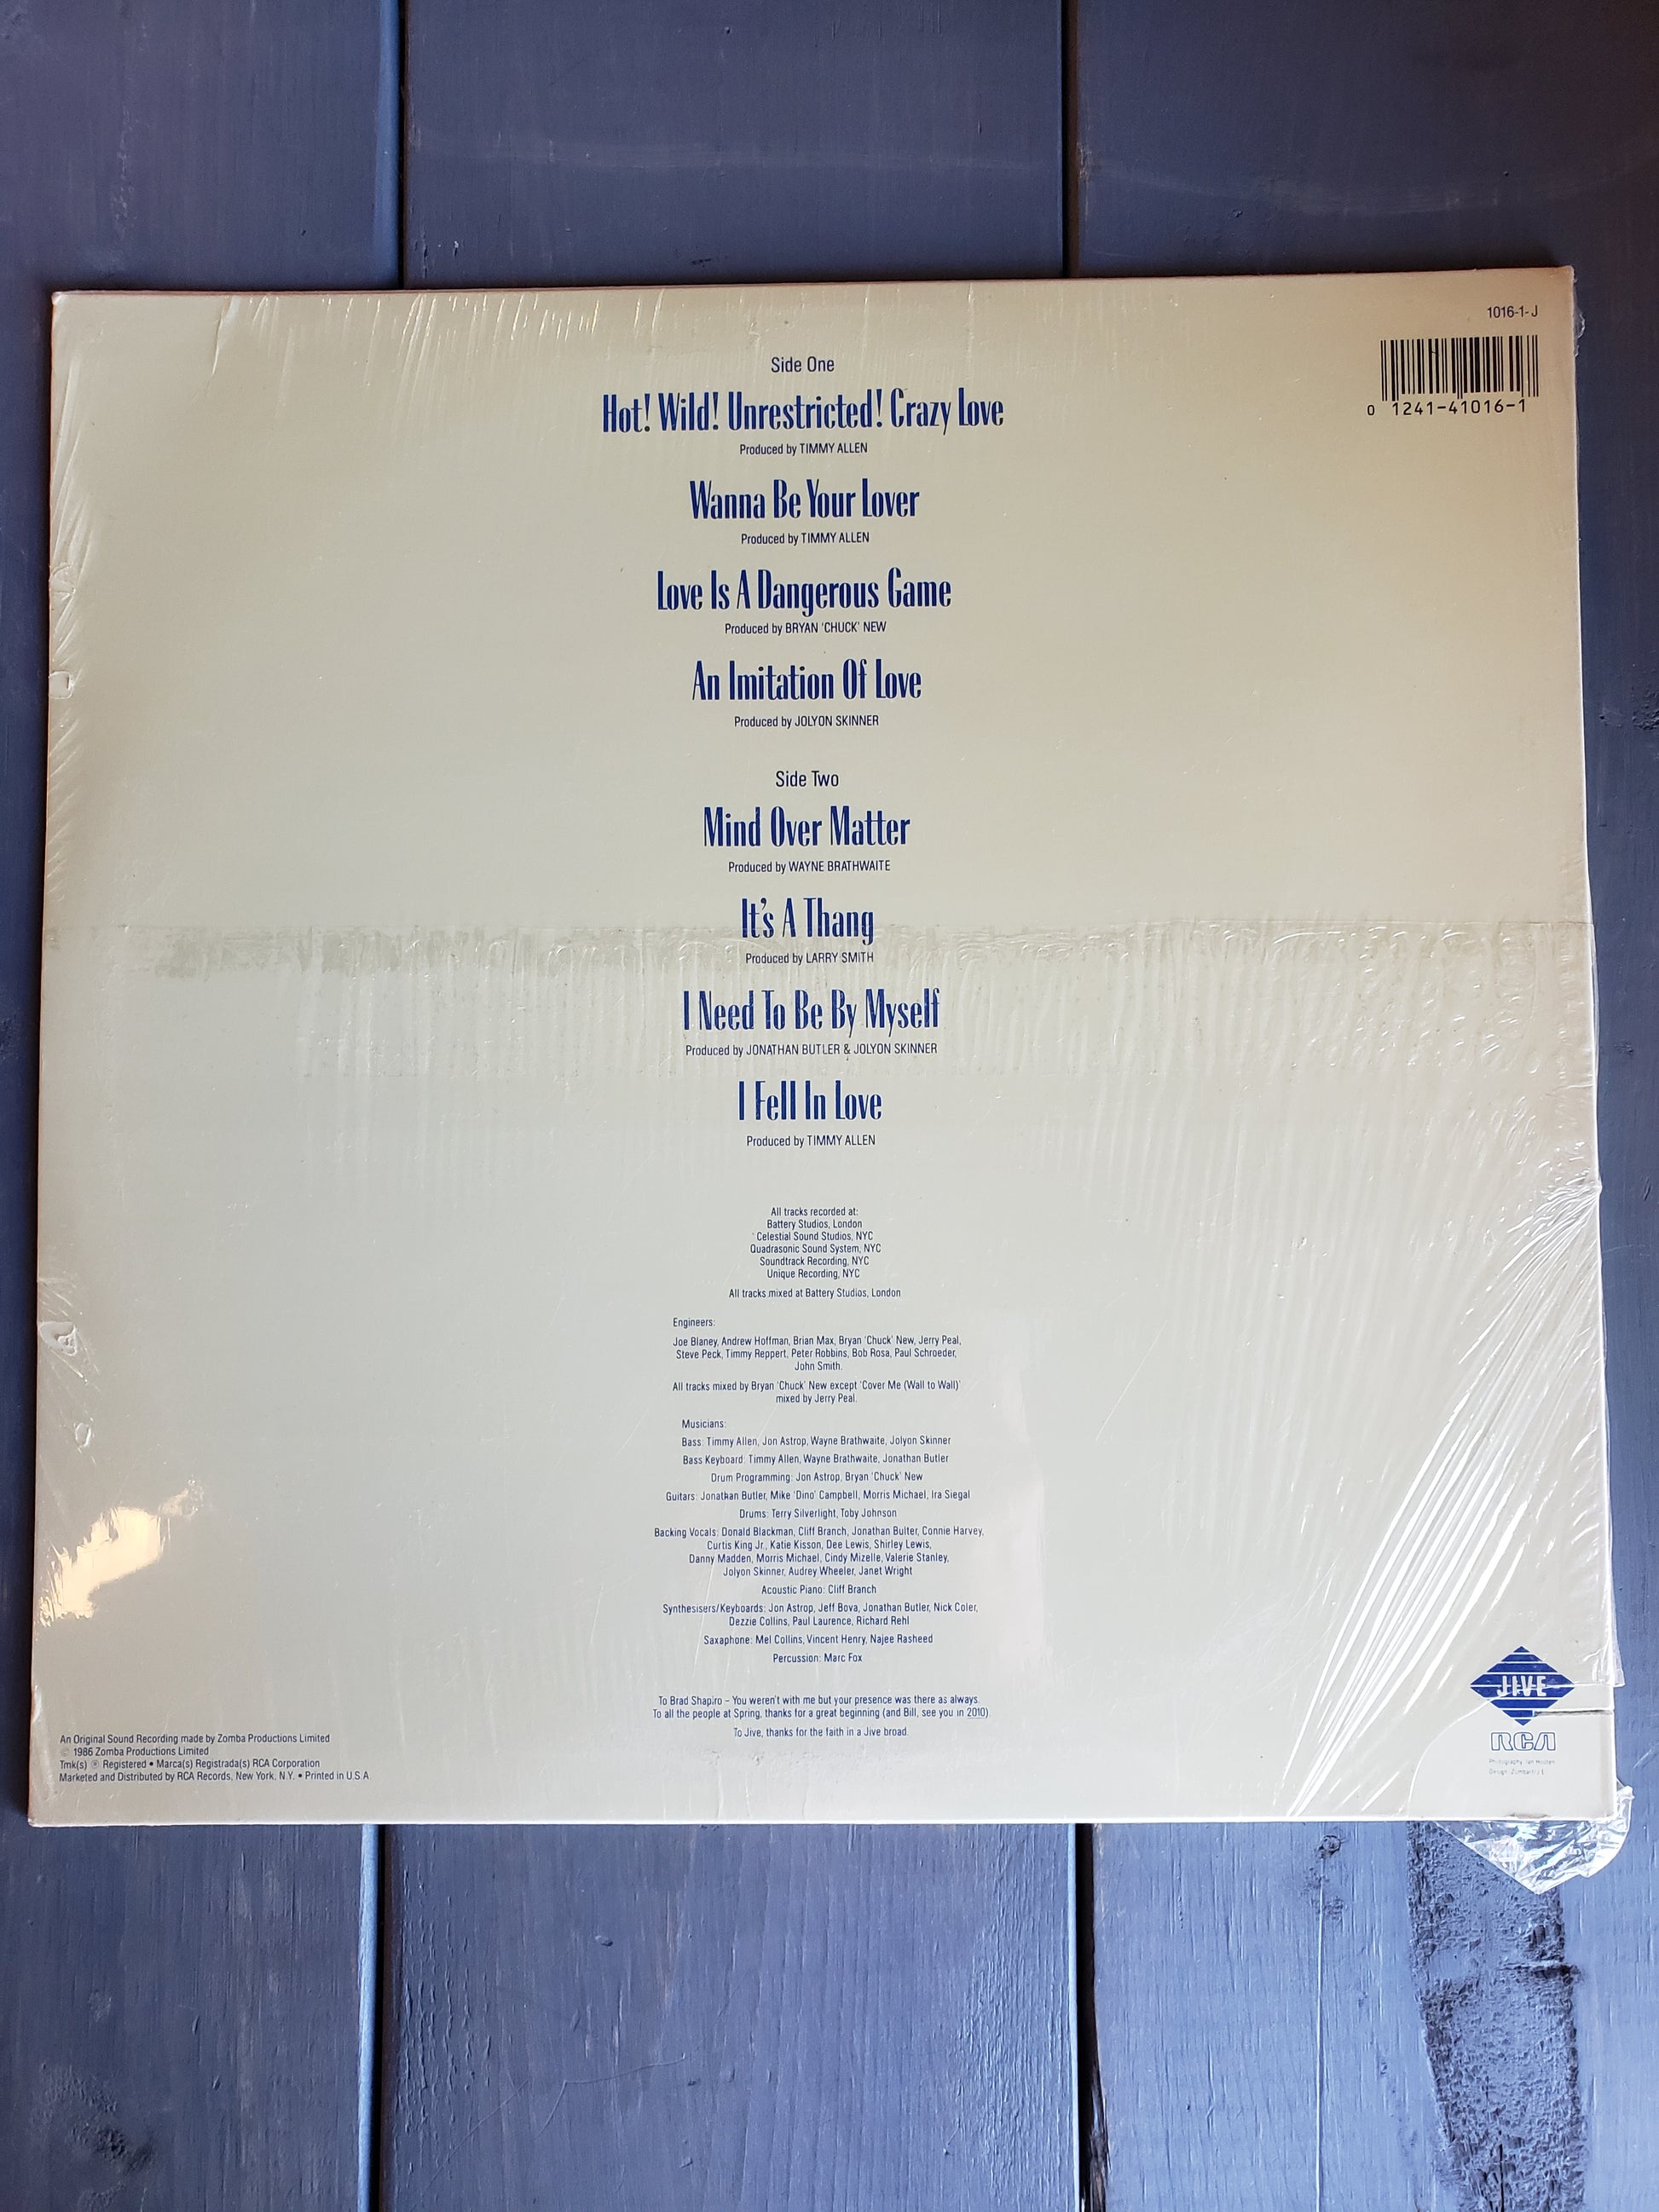 1016-1-J
0 1241-41016-1
Side One
Hot! Wild! Unrestricted! Crazy Love
Produced by TIMMY ALLEN
Wanna Be Your Lover
Produced by TIMMY ALLEN
Love Is A Dangerous Game
Produced by BRYAN 'CHUCK' NEW
An Imitation Of Love
Produced by JOLYON SKINNER
Side Two
Mind Over Matter
Produced by WAYNE BRATHWAITE
It's A Thang
Produced by LARRY SMITH
I Need To Be By Myself
Produced by JONATHAN BUTLER & JOLYON SKINNER
I Fell In Love
Produced by TIMMY ALLEN
All tracks recorded at:
Battery Studios, London
Celestial Sound Studios, NYC
Quadrasonic Sound System, NYC
Soundtrack Recording, NYC
Unique Recording, NYC
All tracks mixed at Battery Studios, London
Engineers:
Joe Blaney, Andrew Hoffman, Brian Max, Bryan 'Chuck' New, Jerry Peal,
Steve Peck, Timmy Reppert, Peter Robbins, Bob Rosa, Paul Schroeder,
John Smith.
All tracks mixed by Bryan 'Chuck' New except 'Cover Me (Wall to Wall)'
mixed by Jerry Peal.
Musicians:
Bass: Timmy Allen, Jon Astrop, Wayne Brathwaite, Jolyon Skinner
Bass Keyboard: Timmy Allen, Wayne Brathwaite, Jonathan Butler
Drum Programming: Jon Astrop, Bryan 'Chuck' New
Guitars: Jonathan Butler, Mike 'Dino' Campbell, Morris Michael, Ira Siegal
Drums: Terry Silverlight, Toby Johnson
Backing Vocals: Donald Blackman, Cliff Branch, Jonathan Bulter, Connie Harvey,
Curtis King Jr., Katie Kisson, Dee Lewis, Shirley Lewis,
Danny Madden, Morris Michael, Cindy Mizelle, Valerie Stanley,
Jolyon Skinner, Audrey Wheeler, Janet Wright
Acoustic Piano: Cliff Branch
Synthesisers/Keyboards: Jon Astrop, Jeff Bova, Jonathan Butler, Nick Coler,
Dezzie Collins, Paul Laurence, Richard Rehl
Saxaphone: Mel Collins, Vincent Henry, Najee Rasheed
Percussion: Marc Fox
To Brad Shapiro – You weren't with me but your presence was there as always.
To all the people at Spring, thanks for a great beginning (and Bill, see you in 2010).
To Jive, thanks for the faith in a Jive broad.
An Original Sound Recording made by Zomba Productions Limited
© 1986 Zomba Productions Limited
Tmk(s) ® Registered • Marca(s) Registrada(s) RCA Corporation
Marketed and Distributed by RCA Records, New York, N.Y. • Printed in U.S.A.
JIVE
RCA
Photography:
Design: